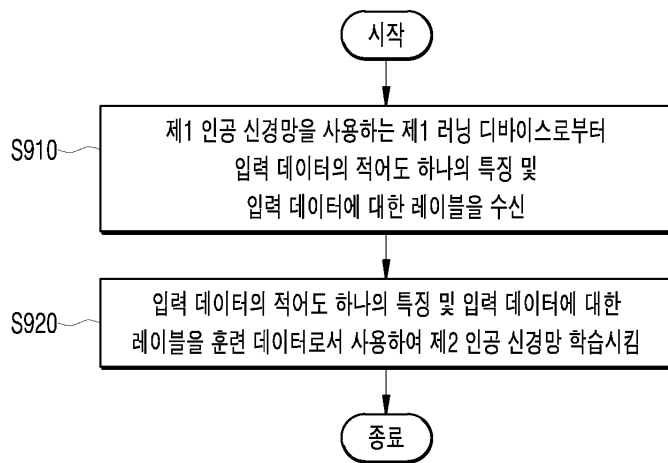 시작
S910
제1 인공 신경망을 사용하는 제1 러닝 디바이스로부터
입력 데이터의 적어도 하나의 특징 및
입력 데이터에 대한 레이블을 수신
S920
입력 데이터의 적어도 하나의 특징 및 입력 데이터에 대한
레이블을 훈련 데이터로서 사용하여 제2 인공 신경망 학습시킴
종료